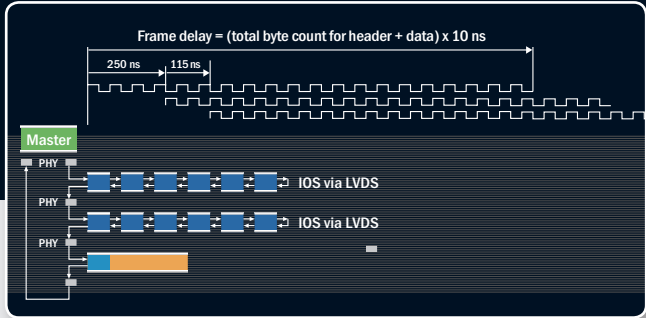 Frame delay = (total byte count for header + data) x 10 ns
250 ns
115 ns
Master
PHY
IOS via LVDS
PHY
IOS via LVDS
PHY